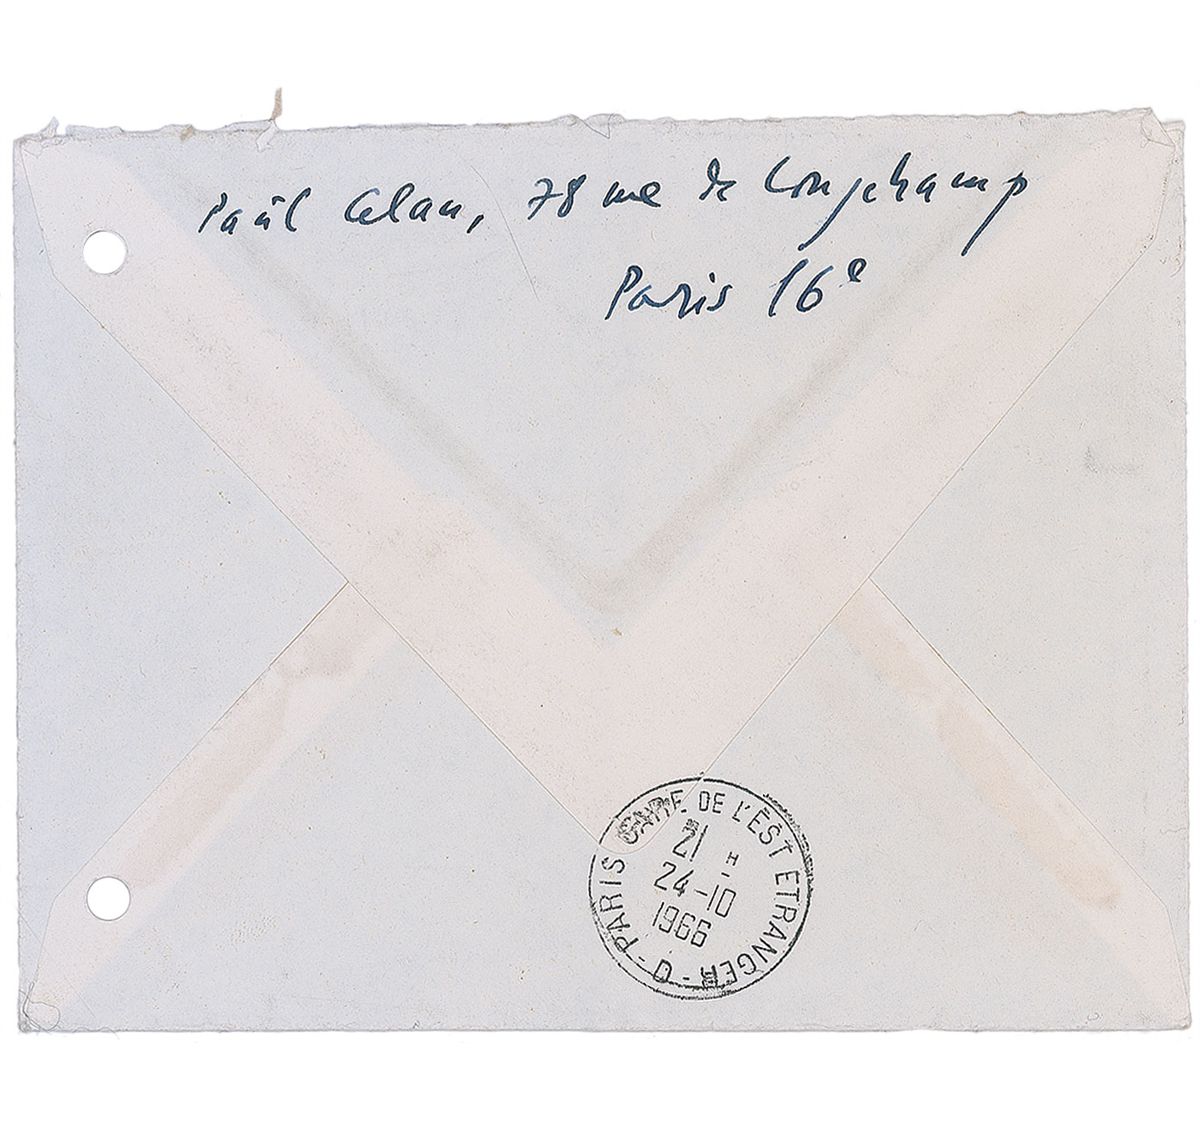 Paul Celan, 78 rue de Longchamp
Paris 16e
PARIS GARE DE L'EST ETRANGER
21 H
24-10
1966
D